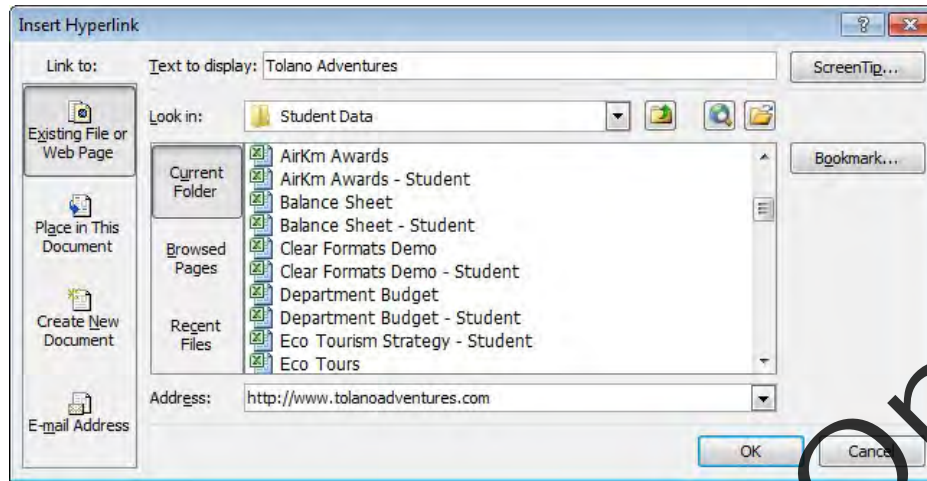 Insert Hyperlink
Link to:
Text to display: Tolano Adventures
ScreenTip...
Existing File or
Web Page
Look in: Student Data
Bookmark...
Current
Folder
Browsed
Pages
Recent
Files
AirKm Awards
AirKm Awards - Student
Balance Sheet
Balance Sheet - Student
Clear Formats Demo
Clear Formats Demo - Student
Department Budget
Department Budget - Student
Eco Tourism Strategy - Student
Eco Tours
Place in This
Document
Create New
Document
E-mail Address
Address: http://www.tolanoadventures.com
OK
Cancel